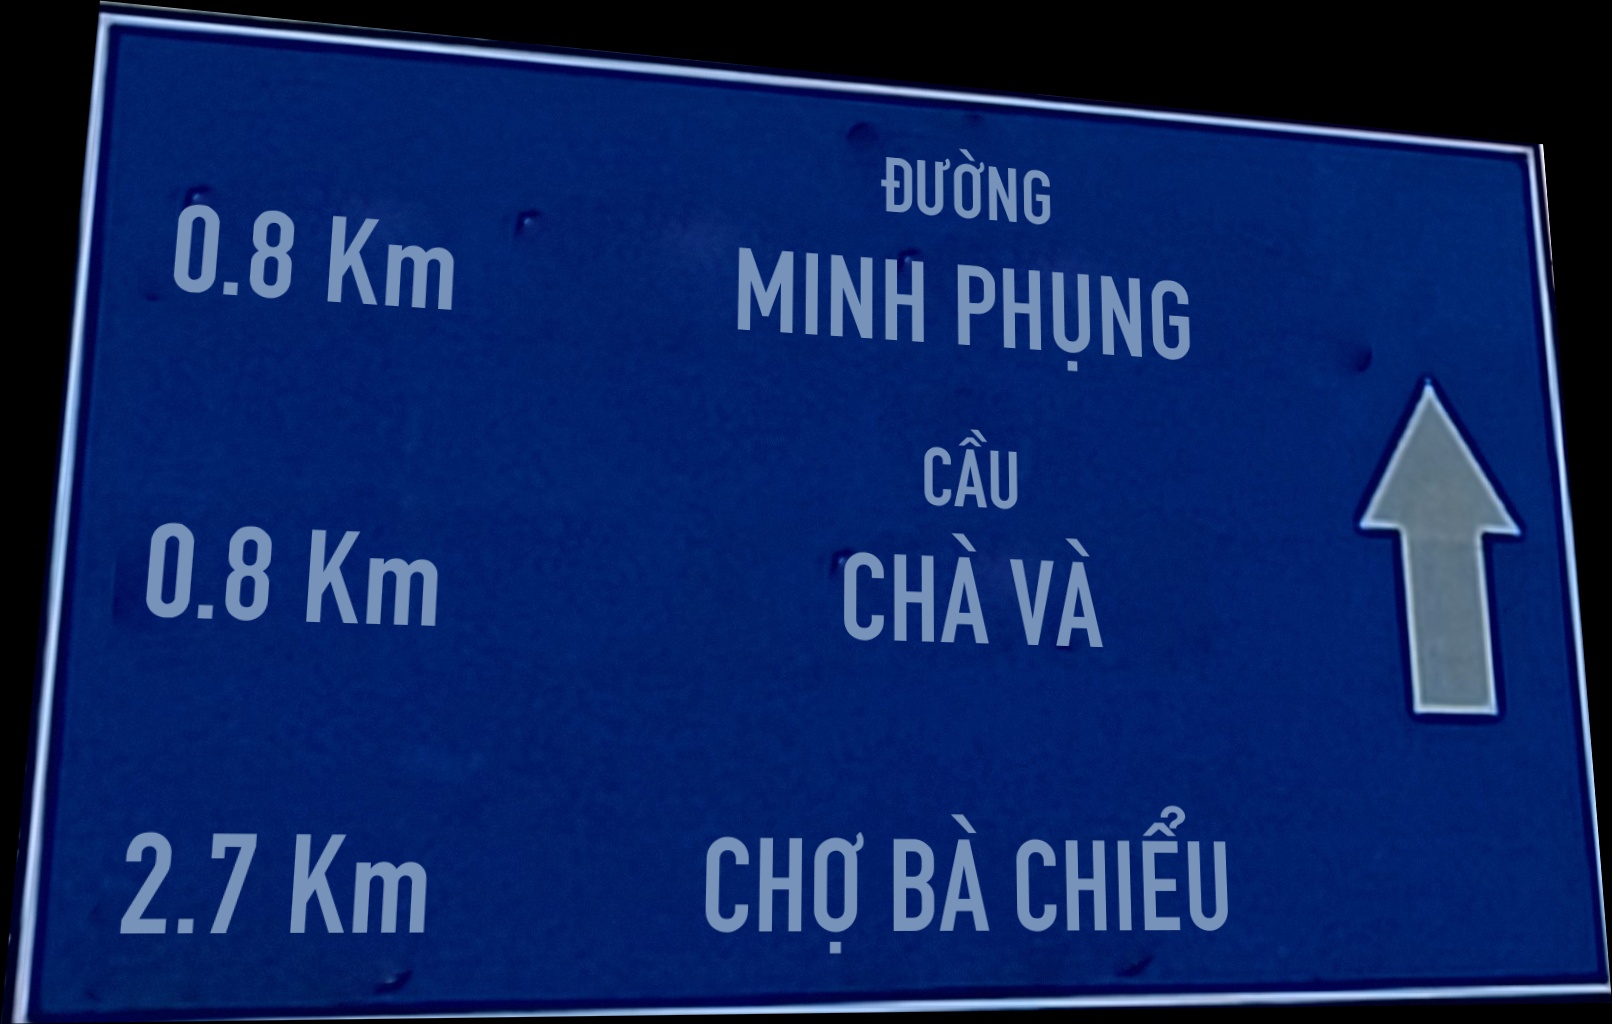 ĐƯỜNG
0.8 Km MINH PHỤNG
CẦU
0.8 Km CHÀ VÀ
2.7 Km CHỢ BÀ CHIỂU